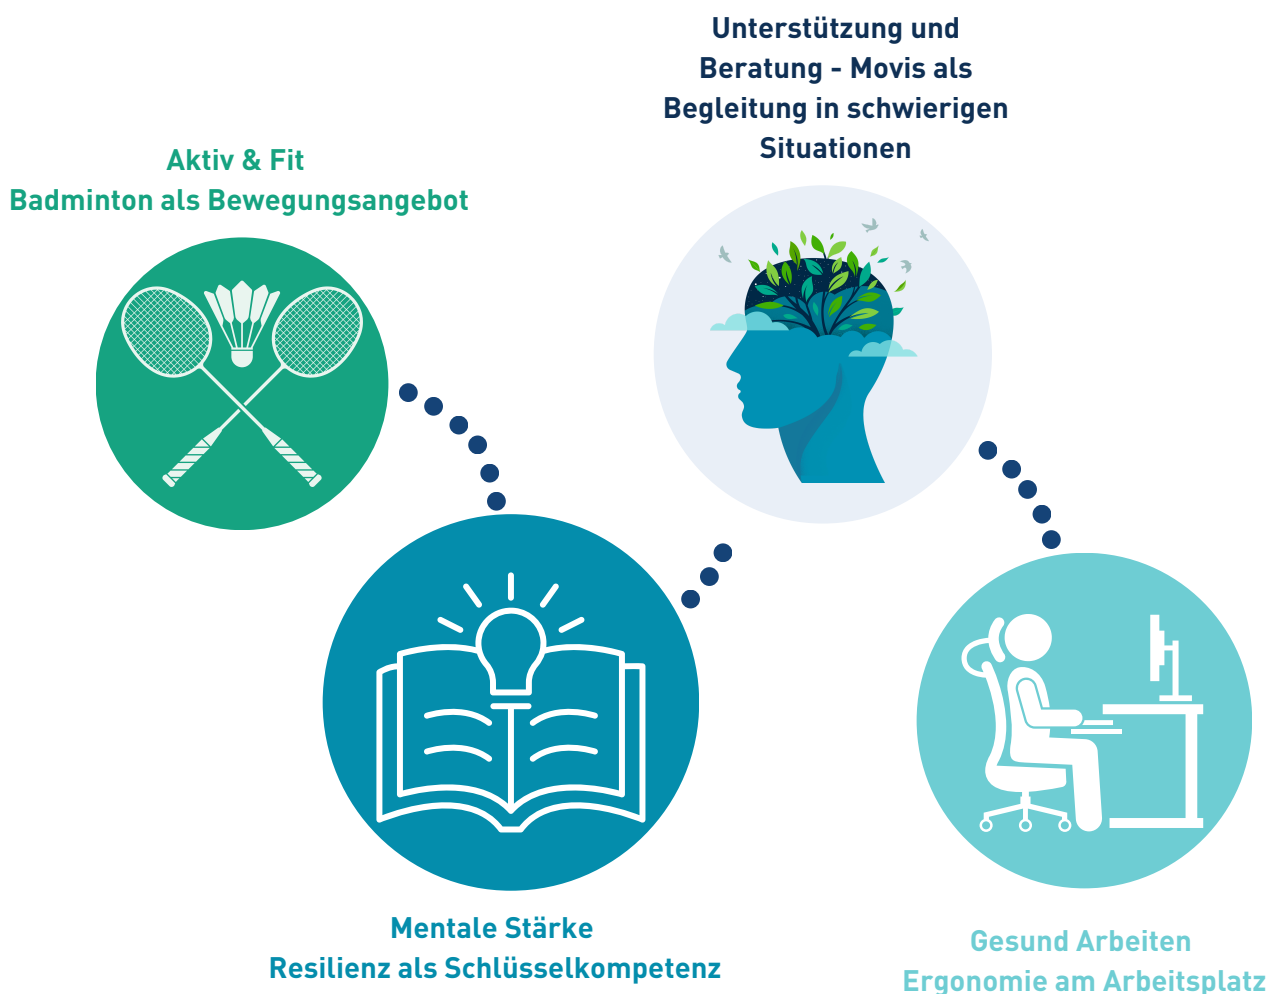 Unterstützung und
Beratung - Movis als
Begleitung in schwierigen
Situationen
Aktiv & Fit
Badminton als Bewegungsangebot
Mentale Stärke
Resilienz als Schlüsselkompetenz
Gesund Arbeiten
Ergonomie am Arbeitsplatz